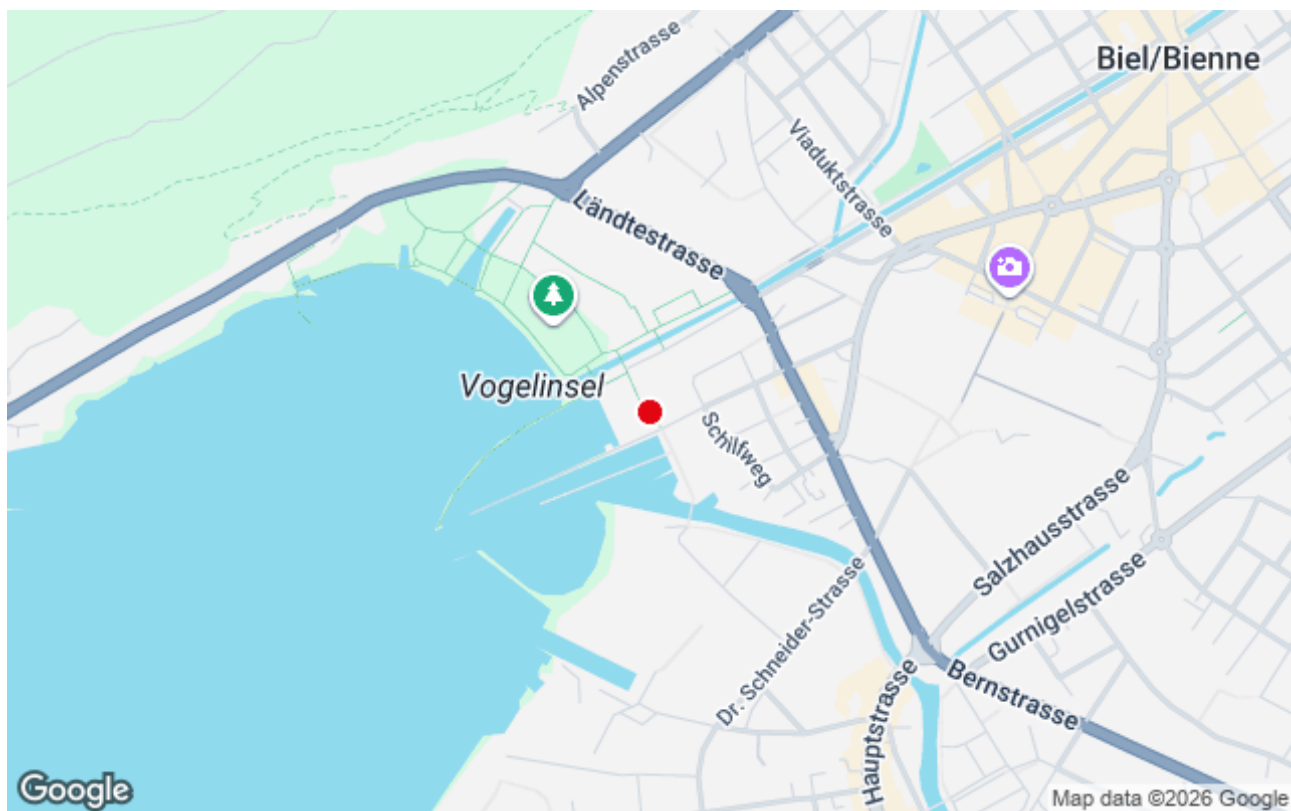 Alpenstrasse
Biel/Bienne
Viaduktstrasse
Ländtestrasse
Vogelinsel
Schilfweg
Salzhausstrasse
Gurnigelstrasse
Dr. Schneider-Strasse
Hauptstrasse
Bernstrasse
Google
Map data ©2026 Google